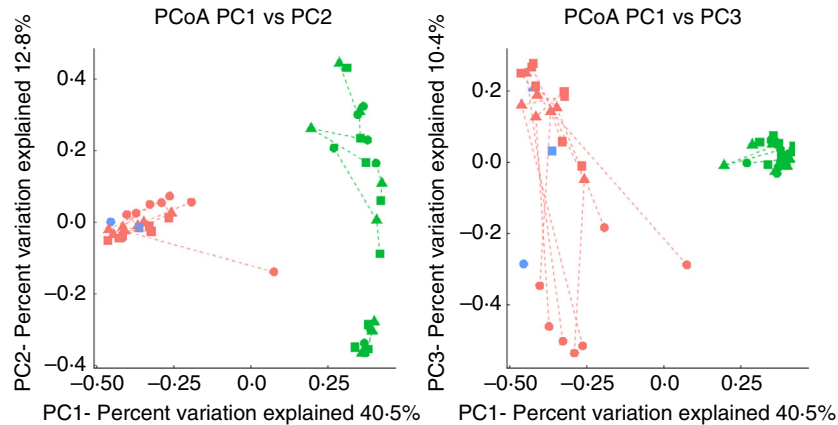 PCoA PC1 vs PC2
PC2- Percent variation explained 12·8%
0·4
0·2
0·0
–0·2
–0·4
–0·50
–0·25
0·0
0·25
PC1- Percent variation explained 40·5%
PCoA PC1 vs PC3
PC3- Percent variation explained 10·4%
0·2
0·0
–0·2
–0·4
–0·50
–0·25
0·0
0·25
PC1- Percent variation explained 40·5%